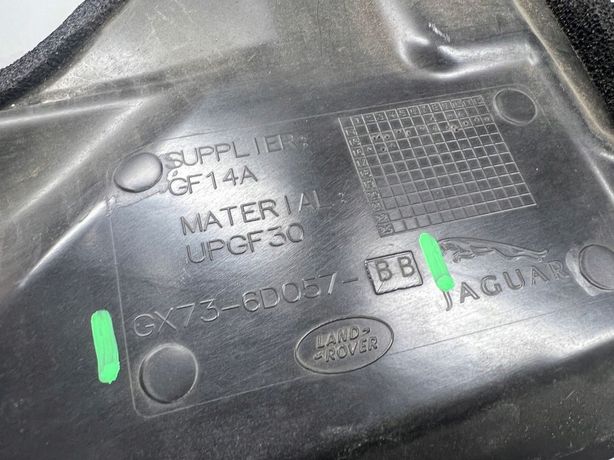 SUPPLIER:
GF14A
MATERIAL:
UPGF30
GX73-6D057-BB
JAGUAR
LAND-
ROVER